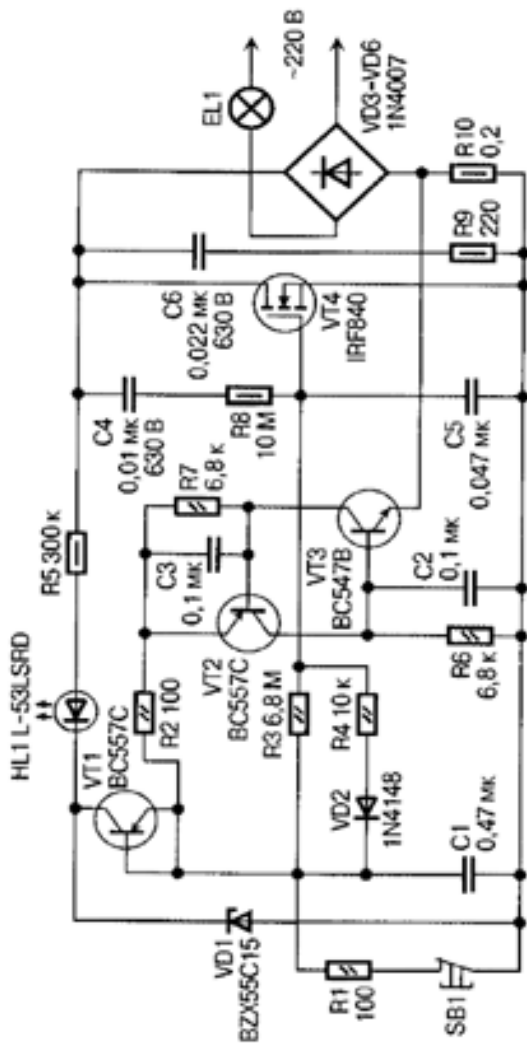 HL1 L-53LSRD
VT1
BC557C
R5 300 к
R2 100
C4
0,01 мк
630 В
C6
0,022 мк
630 В
EL1
~220 В
VD3-VD6
1N4007
R7
6,8 к
C3
0,1 мк
R8
10 М
VT2
BC557C
VD1
BZX55C15
R3 6,8 М
VT4
IRF840
VD2
1N4148
R4 10 к
VT3
BC547B
R1
100
C1
0,47 мк
R6
6,8 к
C2
0,1 мк
C5
0,047 мк
R9
220
R10
0,2
SB1